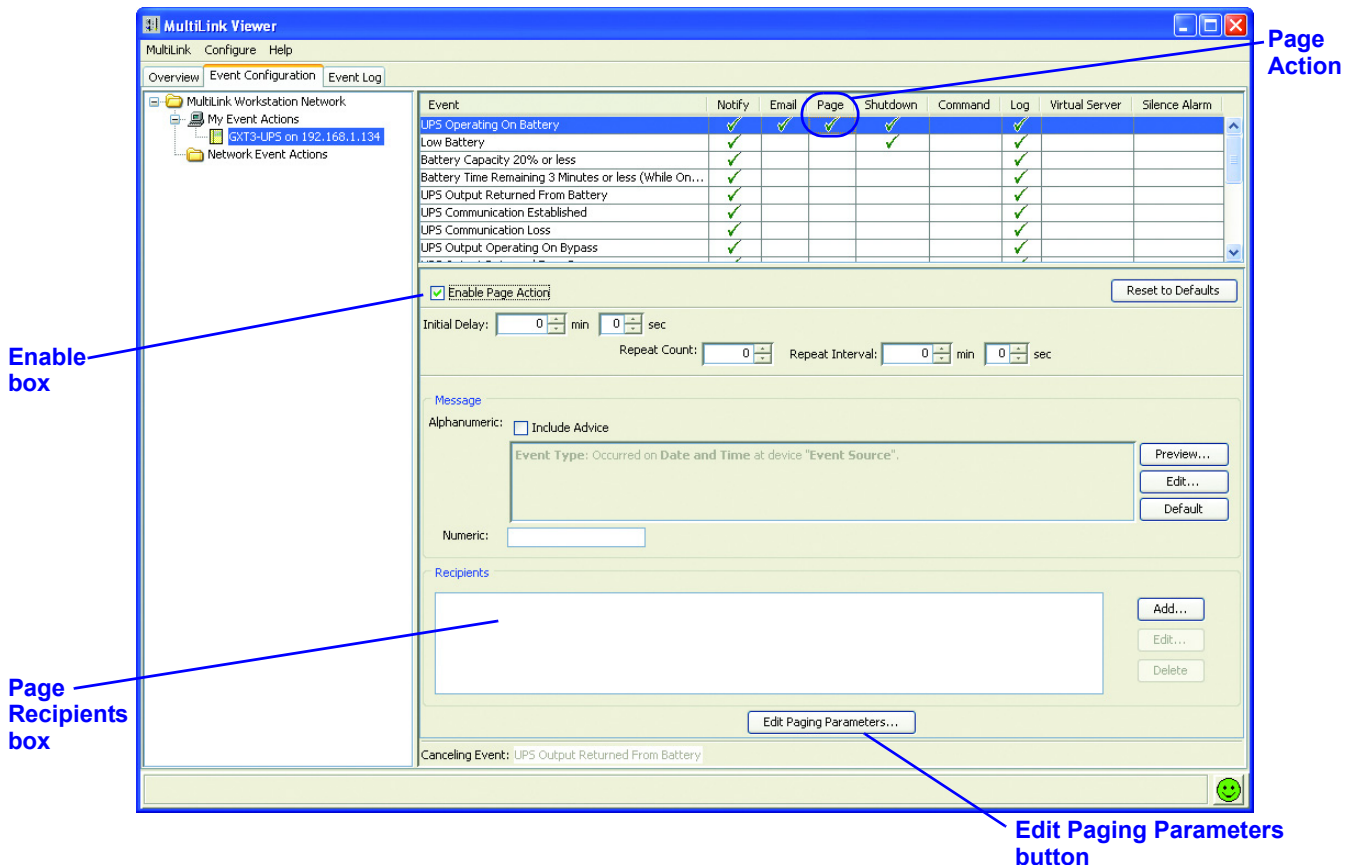 MultiLink Viewer
MultiLink Configure Help
Overview Event Configuration Event Log
MultiLink Workstation Network
My Event Actions
GXT3-UPS on 192.168.1.134
Network Event Actions
Event Notify Email Page Shutdown Command Log Virtual Server Silence Alarm
UPS Operating On Battery
Low Battery
Battery Capacity 20% or less
Battery Time Remaining 3 Minutes or less (While On...
UPS Output Returned From Battery
UPS Communication Established
UPS Communication Loss
UPS Output Operating On Bypass
Page
Action
Enable Page Action Reset to Defaults
Initial Delay: 0 min 0 sec
Repeat Count: 0 Repeat Interval: 0 min 0 sec
Enable
box
Message
Alphanumeric: Include Advice
Event Type: Occurred on Date and Time at device "Event Source".
Preview...
Edit...
Default
Numeric:
Recipients
Add...
Edit...
Delete
Page
Recipients
box
Edit Paging Parameters...
Canceling Event: UPS Output Returned From Battery
Edit Paging Parameters
button